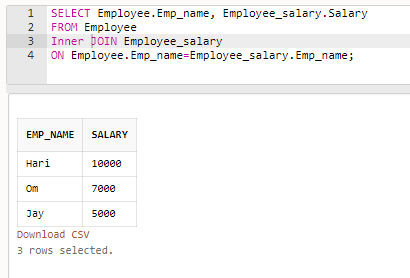 1 SELECT Employee.Emp_name, Employee_salary.Salary
2 FROM Employee
3 Inner JOIN Employee_salary
4 ON Employee.Emp_name=Employee_salary.Emp_name;
EMP_NAME SALARY
Hari 10000
Om 7000
Jay 5000
Download CSV
3 rows selected.